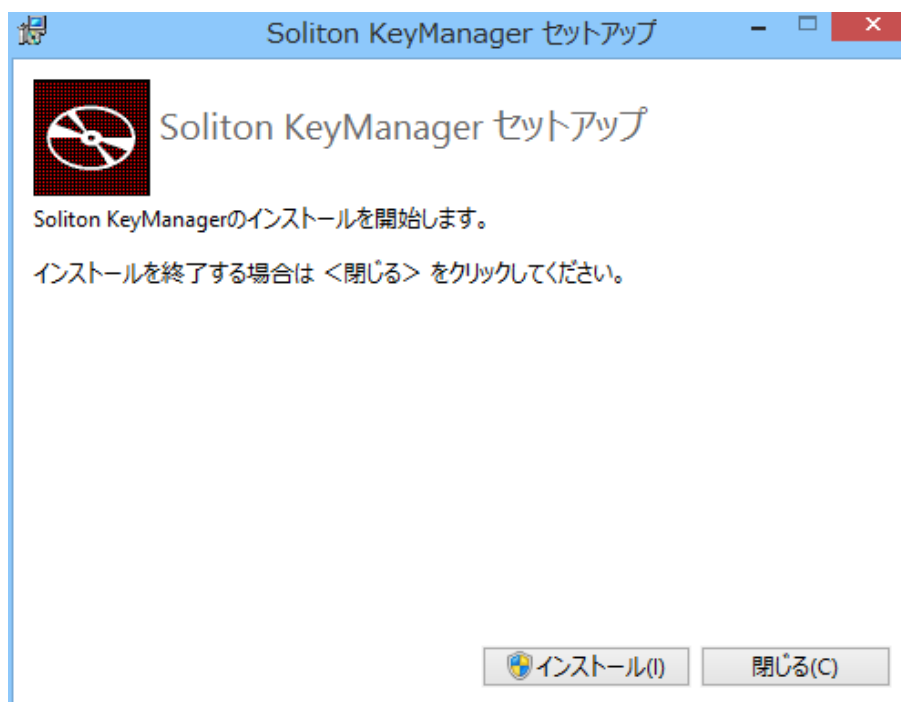 Soliton KeyManager セットアップ
Soliton KeyManager セットアップ
Soliton KeyManagerのインストールを開始します。
インストールを終了する場合は ＜閉じる＞ をクリックしてください。
インストール(I)
閉じる(C)